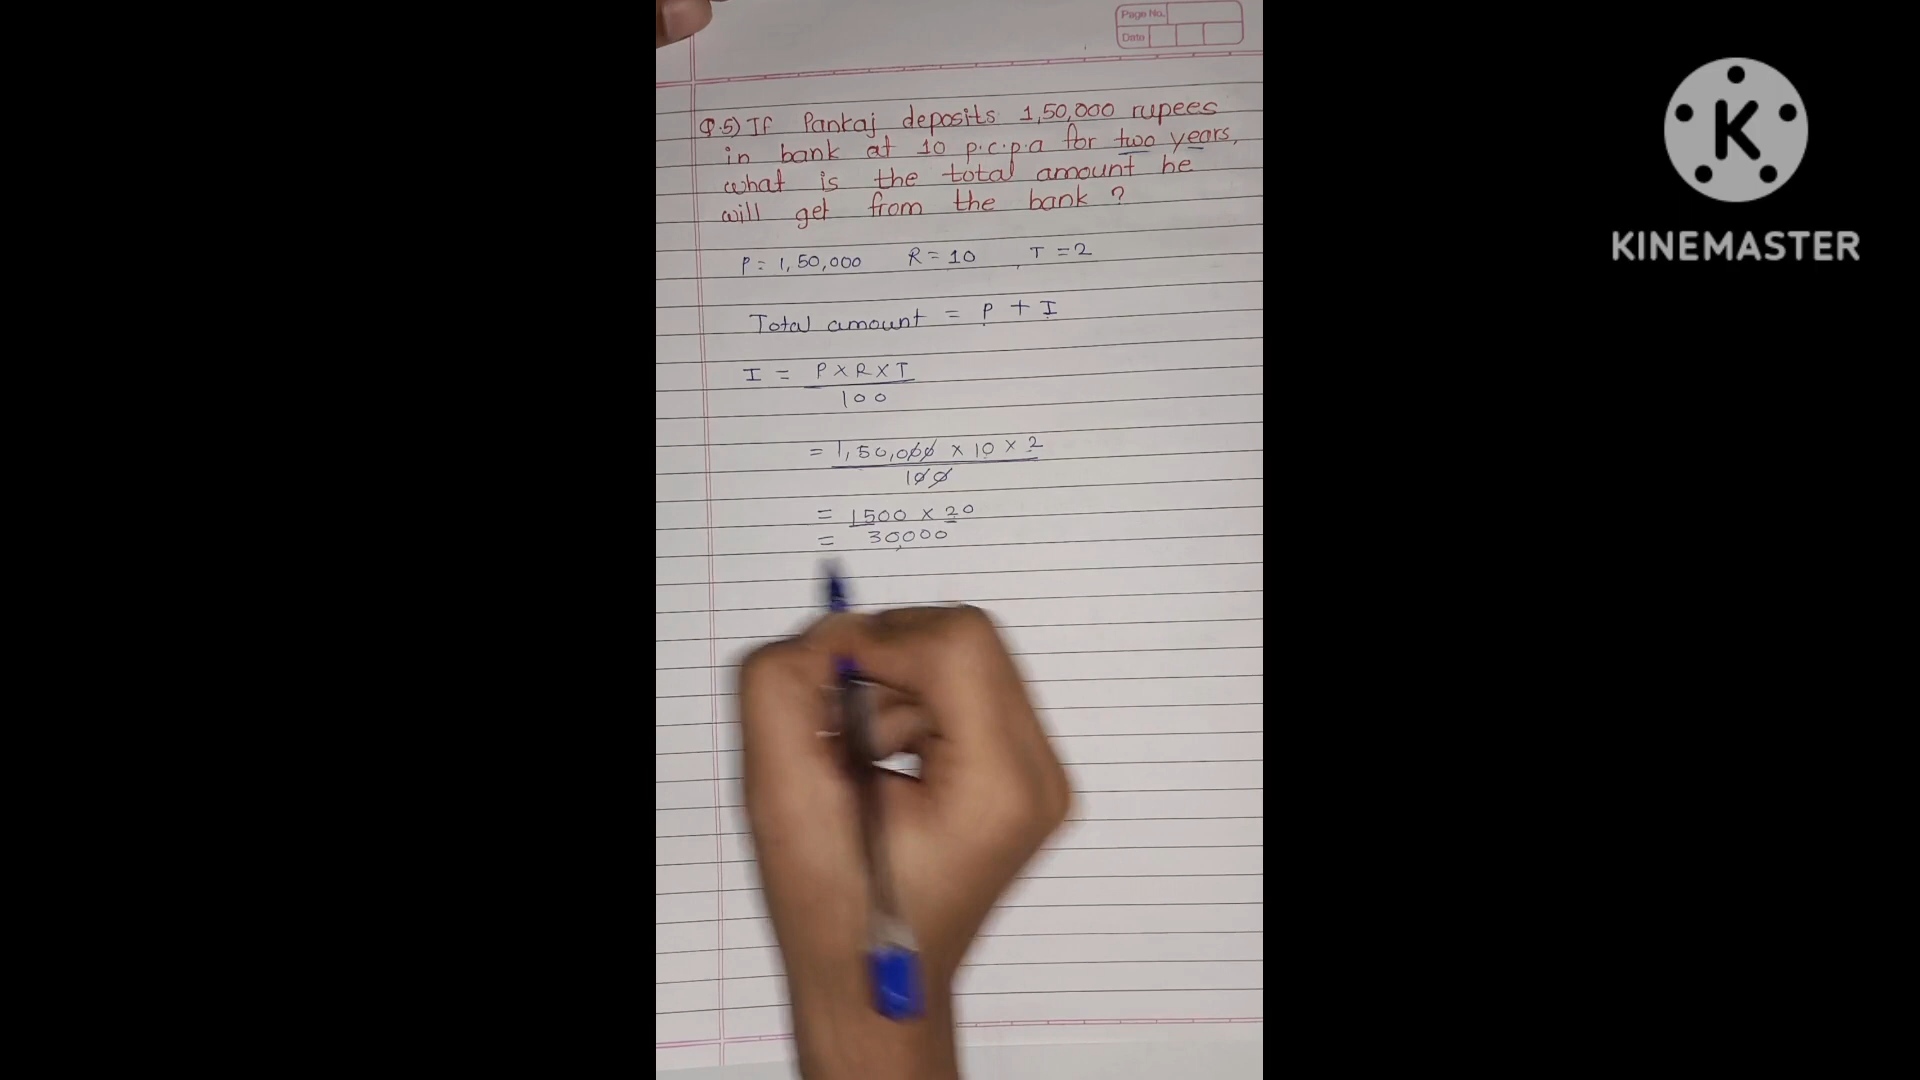 Page No.
Date
Q.5) If Pankaj deposits 1,50,000 rupees
in bank at 10 p.c.p.a for two years,
what is the total amount he
will get from the bank ?
P = 1,50,000 R = 10 T = 2
Total amount = P + I
I = P × R × T
100
= 1,50,000 × 10 × 2
100
= 1500 × 20
= 30,000
K
KINEMASTER